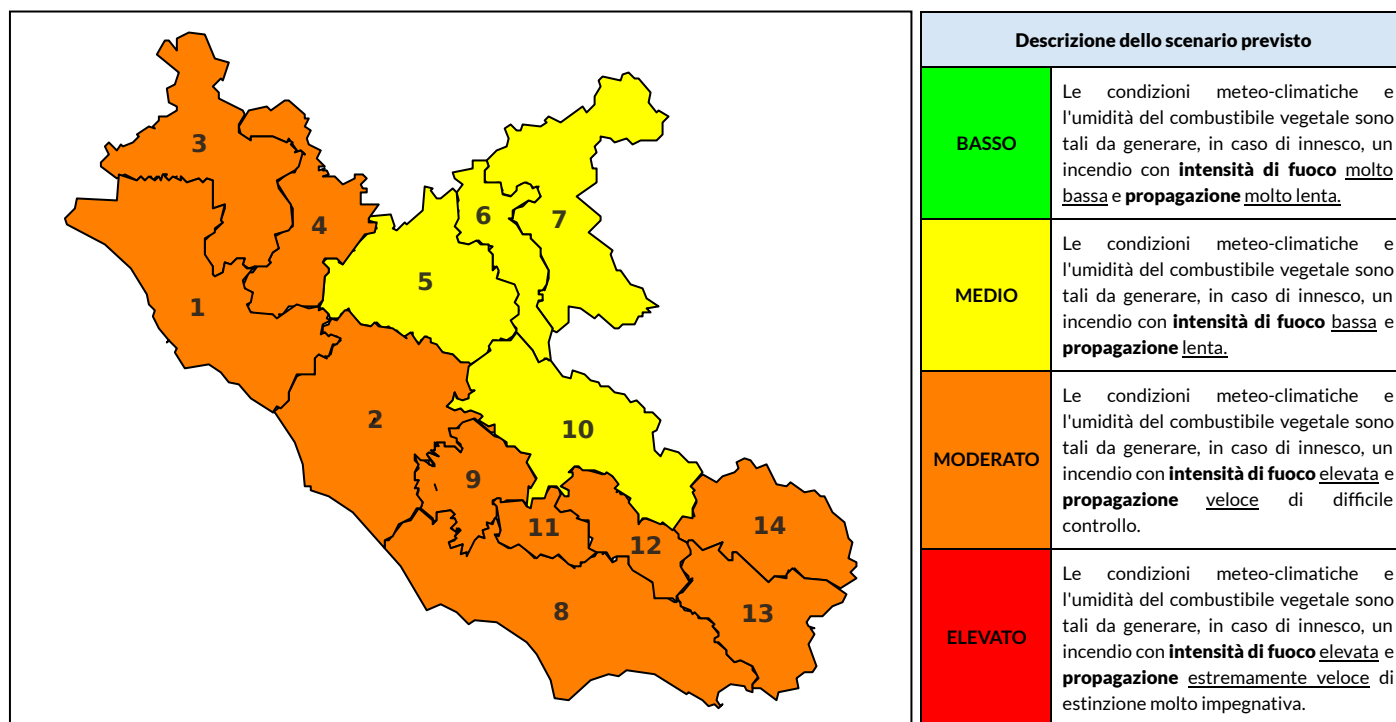 3
4
6
7
5
1
2
10
9
11
12
14
8
13
Descrizione dello scenario previsto
BASSO
Le condizioni meteo-climatiche e
l'umidità del combustibile vegetale sono
tali da generare, in caso di innesco, un
incendio con intensità di fuoco molto
bassa e propagazione molto lenta.
MEDIO
Le condizioni meteo-climatiche e
l'umidità del combustibile vegetale sono
tali da generare, in caso di innesco, un
incendio con intensità di fuoco bassa e
propagazione lenta.
MODERATO
Le condizioni meteo-climatiche e
l'umidità del combustibile vegetale sono
tali da generare, in caso di innesco, un
incendio con intensità di fuoco elevata e
propagazione veloce di difficile
controllo.
ELEVATO
Le condizioni meteo-climatiche e
l'umidità del combustibile vegetale sono
tali da generare, in caso di innesco, un
incendio con intensità di fuoco elevata e
propagazione estremamente veloce di
estinzione molto impegnativa.